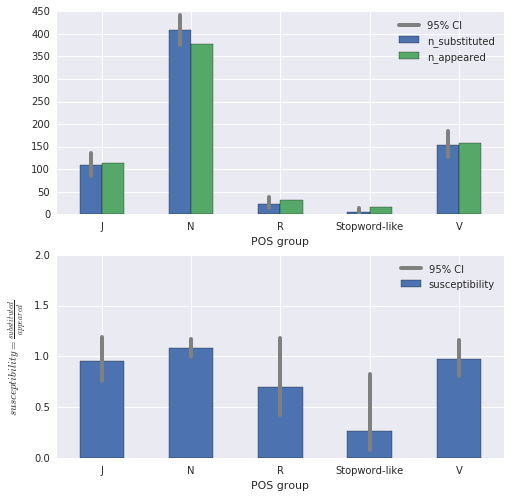 450
400
350
300
250
200
150
100
50
0
95% CI
n_substituted
n_appeared
J N R Stopword-like V
POS group
2.0
1.5
1.0
0.5
0.0
susceptibility = substituted / appeared
95% CI
susceptibility
J N R Stopword-like V
POS group